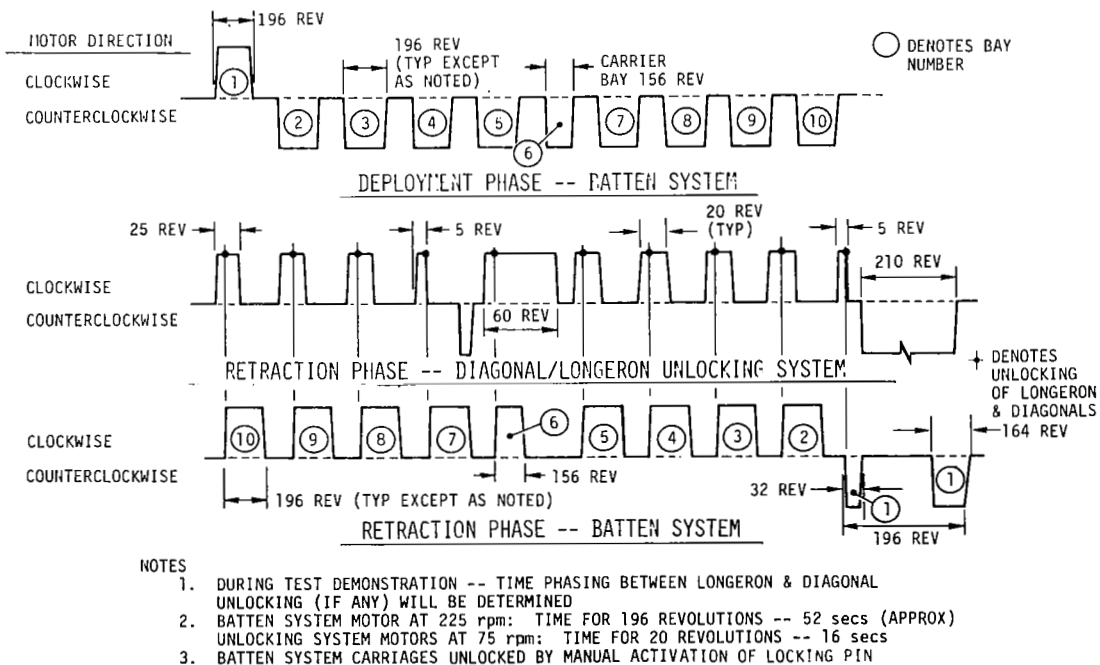 196 REV
MOTOR DIRECTION
196 REV
(TYP EXCEPT
AS NOTED)
CARRIER
BAY 156 REV
DENOTES BAY
NUMBER
CLOCKWISE
COUNTERCLOCKWISE
1
2
3
4
5
6
7
8
9
10
DEPLOYMENT PHASE -- BATTEN SYSTEM
25 REV
5 REV
20 REV
(TYP)
5 REV
210 REV
CLOCKWISE
COUNTERCLOCKWISE
60 REV
RETRACTION PHASE -- DIAGONAL/LONGERON UNLOCKING SYSTEM
DENOTES
UNLOCKING
OF LONGERON
& DIAGONALS
CLOCKWISE
COUNTERCLOCKWISE
10
9
8
7
6
5
4
3
2
1
1
164 REV
156 REV
32 REV
196 REV (TYP EXCEPT AS NOTED)
196 REV
RETRACTION PHASE -- BATTEN SYSTEM
NOTES
1. DURING TEST DEMONSTRATION -- TIME PHASING BETWEEN LONGERON & DIAGONAL
UNLOCKING (IF ANY) WILL BE DETERMINED
2. BATTEN SYSTEM MOTOR AT 225 rpm: TIME FOR 196 REVOLUTIONS -- 52 secs (APPROX)
UNLOCKING SYSTEM MOTORS AT 75 rpm: TIME FOR 20 REVOLUTIONS -- 16 secs
3. BATTEN SYSTEM CARRIAGES UNLOCKED BY MANUAL ACTIVATION OF LOCKING PIN